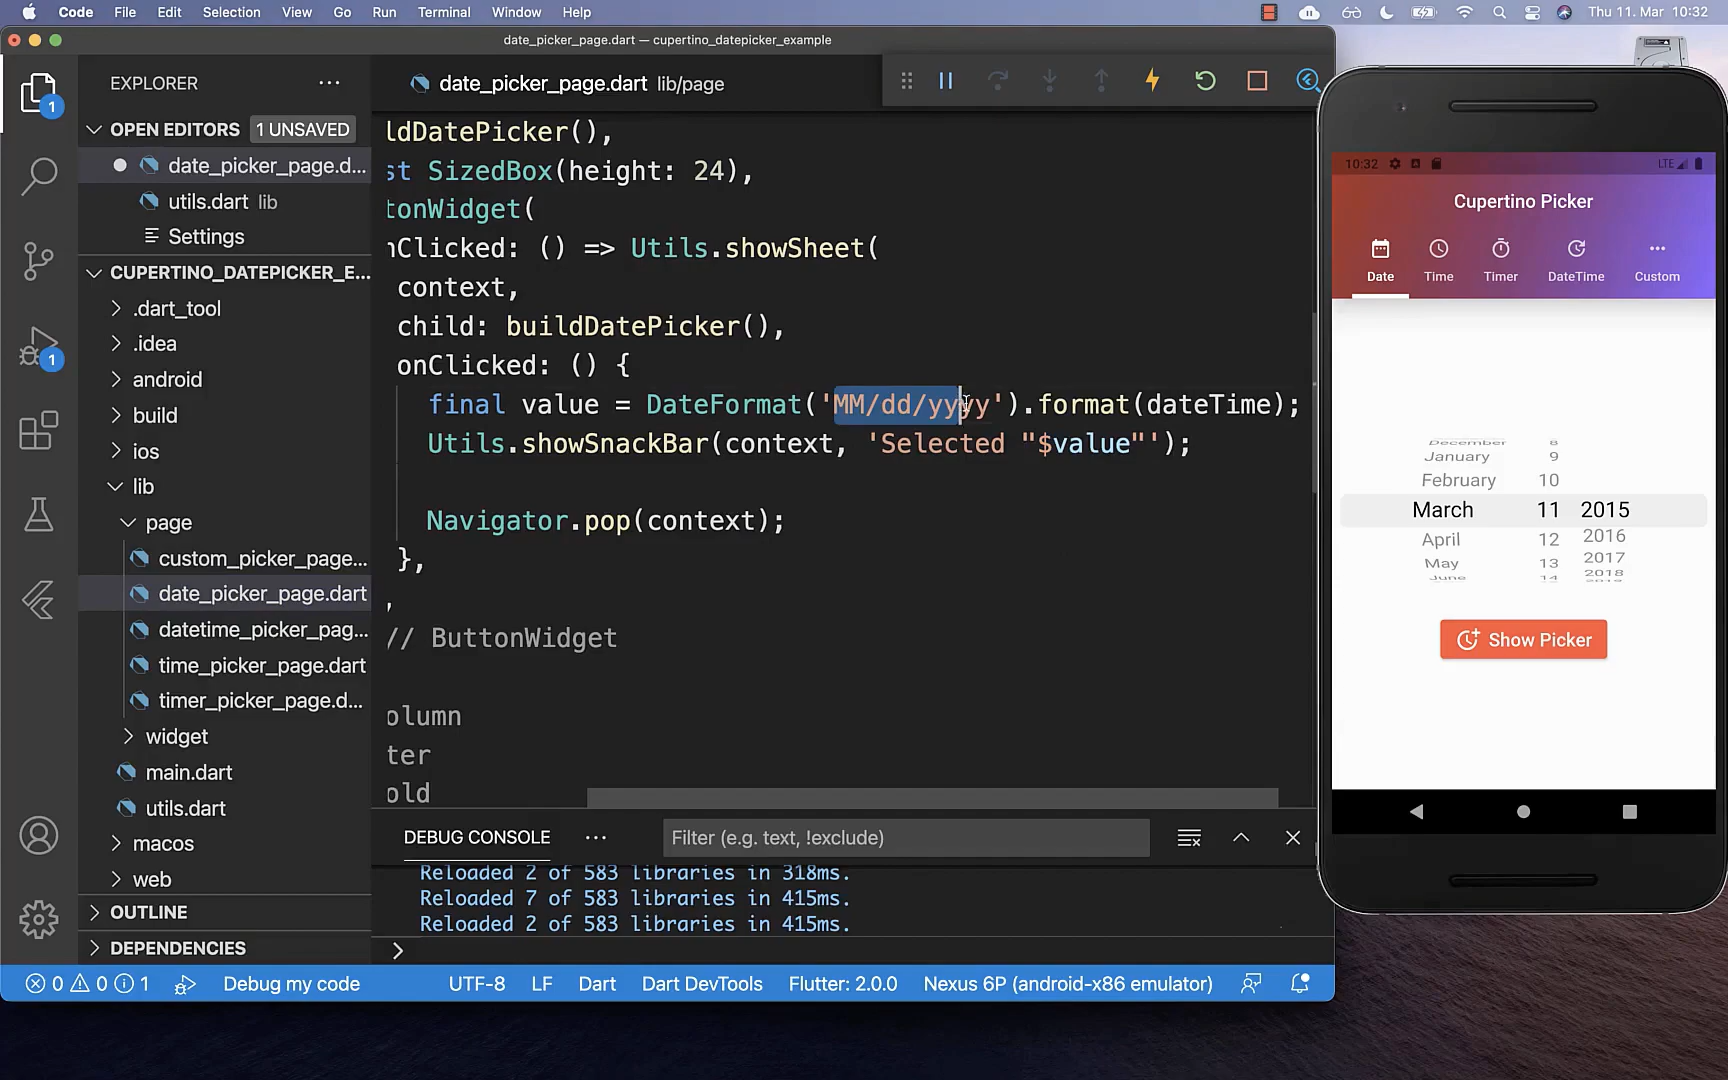 Code File Edit Selection View Go Run Terminal Window Help Thu 11. Mar 10:32
date_picker_page.dart — cupertino_datepicker_example
EXPLORER
date_picker_page.dart lib/page
OPEN EDITORS 1 UNSAVED
date_picker_page.d...
utils.dart lib
Settings
CUPERTINO_DATEPICKER_E...
.dart_tool
.idea
android
build
ios
lib
page
custom_picker_page...
date_picker_page.dart
datetime_picker_pag...
time_picker_page.dart
timer_picker_page.d...
widget
main.dart
utils.dart
macos
web
OUTLINE
DEPENDENCIES
1
1
ldDatePicker(),
st SizedBox(height: 24),
tonWidget(
nClicked: () => Utils.showSheet(
context,
child: buildDatePicker(),
onClicked: () {
final value = DateFormat('MM/dd/yyyy').format(dateTime);
Utils.showSnackBar(context, 'Selected "$value"');
Navigator.pop(context);
},
,
// ButtonWidget
olumn
ter
old
DEBUG CONSOLE ... Filter (e.g. text, !exclude)
Reloaded 2 of 583 libraries in 318ms.
Reloaded 7 of 583 libraries in 415ms.
Reloaded 2 of 583 libraries in 415ms.
0 0 1 Debug my code UTF-8 LF Dart Dart DevTools Flutter: 2.0.0 Nexus 6P (android-x86 emulator)
10:32 LTE
Cupertino Picker
Date Time Timer DateTime Custom
December 8
January 9
February 10
March 11 2015
April 12 2016
May 13 2017
June 14 2018
Show Picker